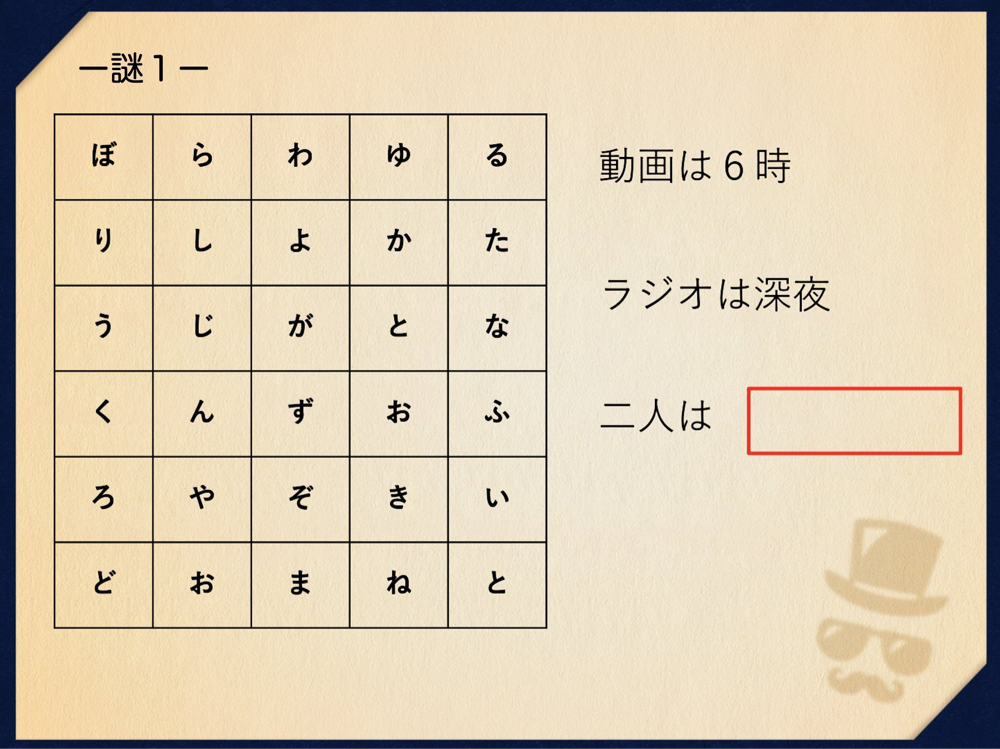 ー謎1ー
ぼ ら わ ゆ る
り し よ か た
う じ が と な
く ん ず お ふ
ろ や ぞ き い
ど お ま ね と
動画は6時
ラジオは深夜
二人は